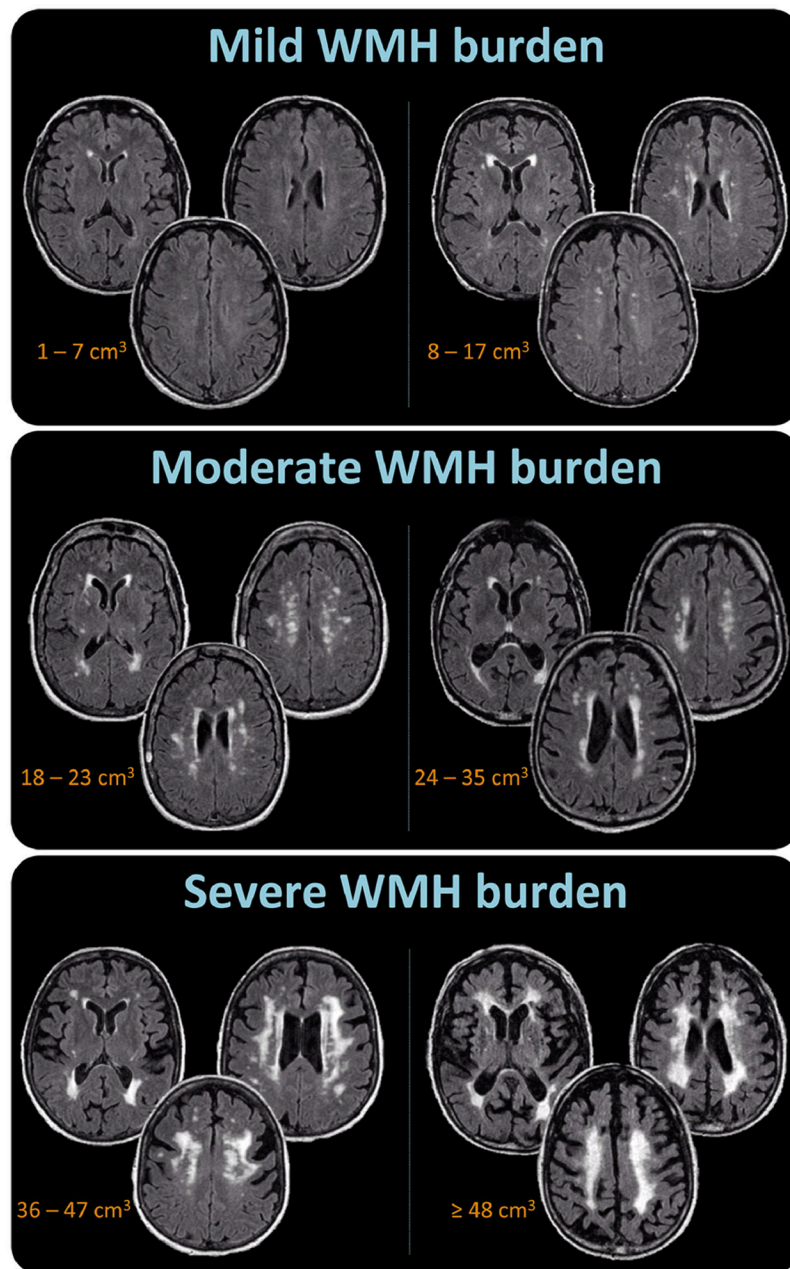 Mild WMH burden
1 – 7 cm³
8 – 17 cm³
Moderate WMH burden
18 – 23 cm³
24 – 35 cm³
Severe WMH burden
36 – 47 cm³
≥ 48 cm³